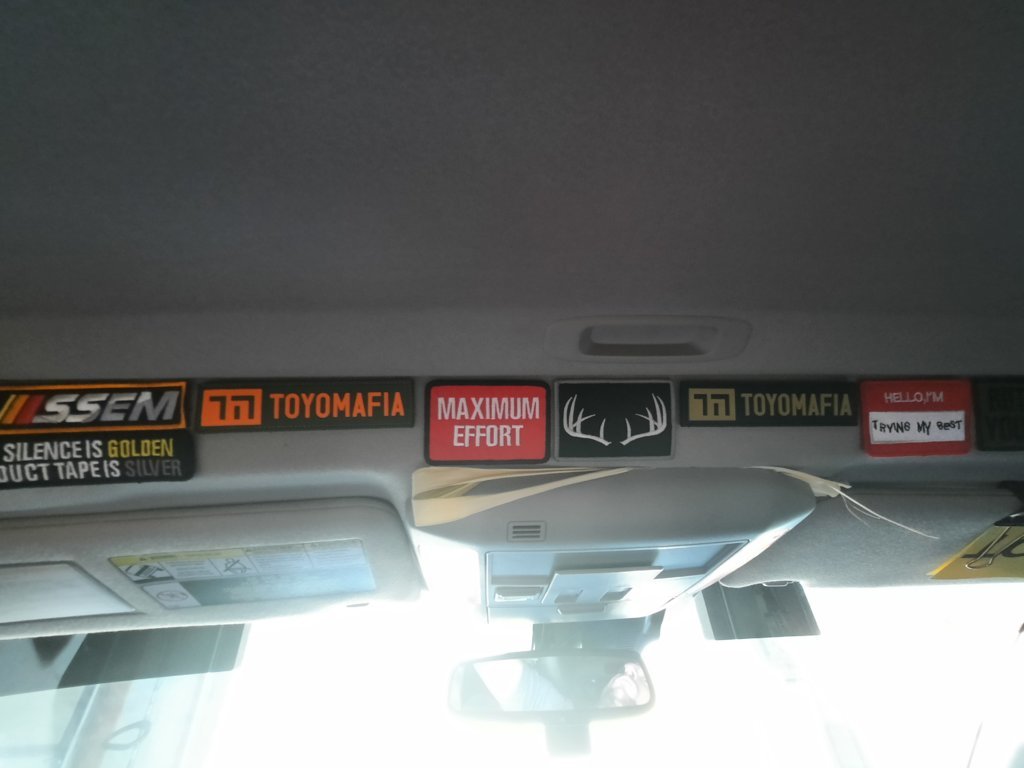 SSEM
SILENCE IS GOLDEN
DUCT TAPE IS SILVER
TOYOMAFIA
MAXIMUM
EFFORT
TOYOMAFIA
HELLO, I'M
TRYING MY BEST